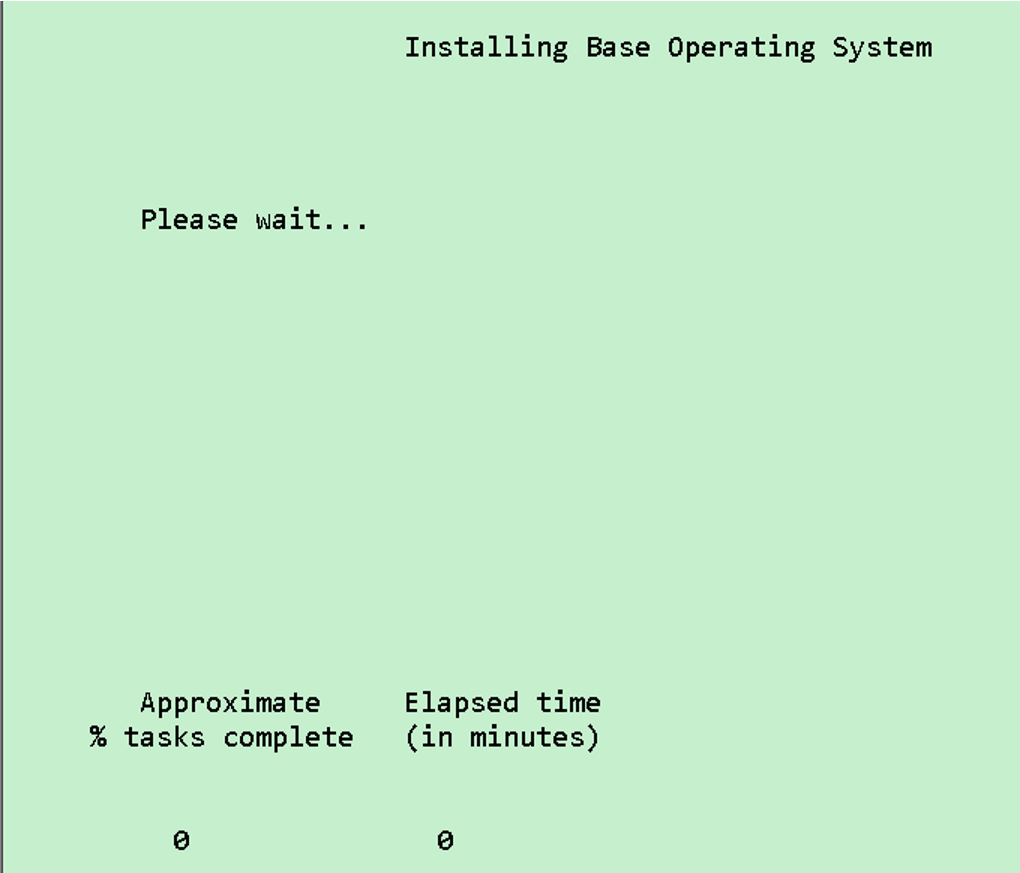 Installing Base Operating System
Please wait...
Approximate Elapsed time
% tasks complete (in minutes)
0 0